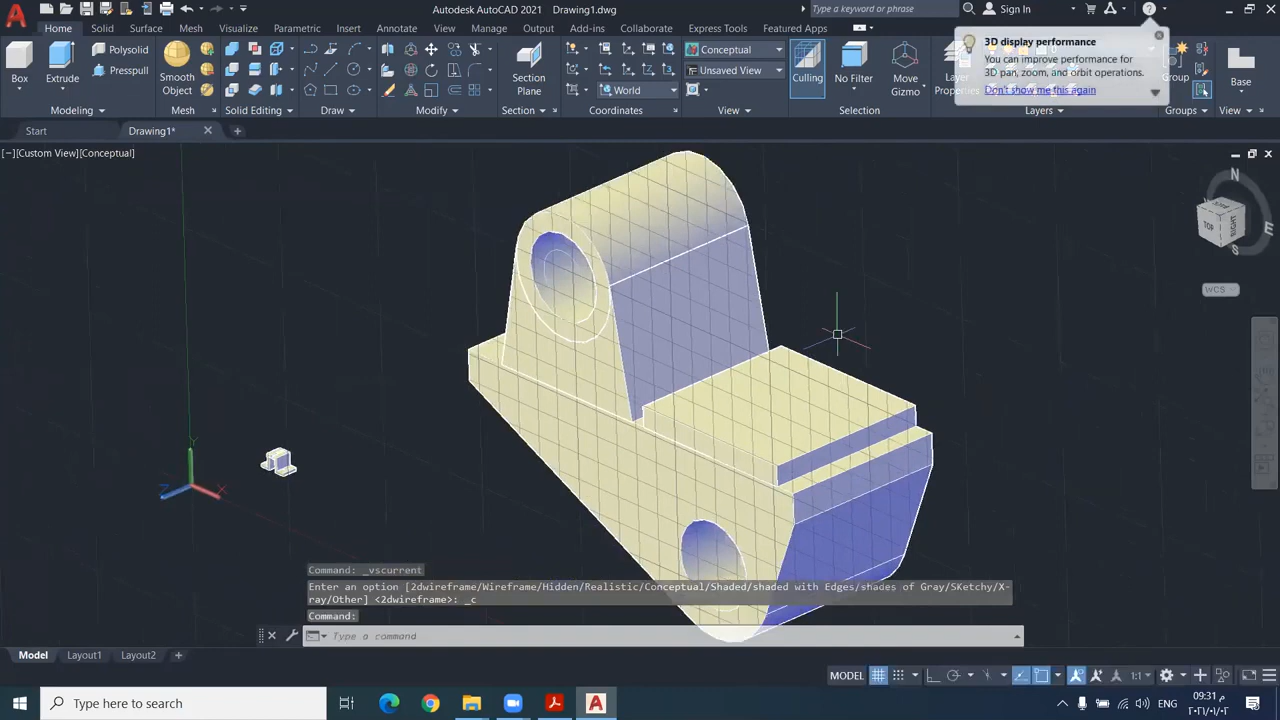 Autodesk AutoCAD 2021   Drawing1.dwg
Type a keyword or phrase
Sign In
Home Solid Surface Mesh Visualize Parametric Insert Annotate View Manage Output Add-ins Collaborate Express Tools Featured Apps
Box
Extrude
Polysolid
Presspull
Smooth
Object
Section
Plane
World
Conceptual
Unsaved View
Culling
No Filter
Move
Gizmo
Layer
Properties
Group
Base
Modeling Mesh Solid Editing Draw Modify Section Coordinates View Selection Layers Groups View
3D display performance
You can improve performance for
3D pan, zoom, and orbit operations.
Don't show me this again
Start
Drawing1*
[−][Custom View][Conceptual]
N
E
S
TOP
RIGHT
WCS
Y
X
Z
Command: _vscurrent
Enter an option [2dwireframe/Wireframe/Hidden/Realistic/Conceptual/Shaded/shaded with Edges/shades of Gray/SKetchy/X-
ray/Other] <2dwireframe>: _c
Command:
Type a command
Model Layout1 Layout2
MODEL
1:1
Type here to search
ENG
م 09:31